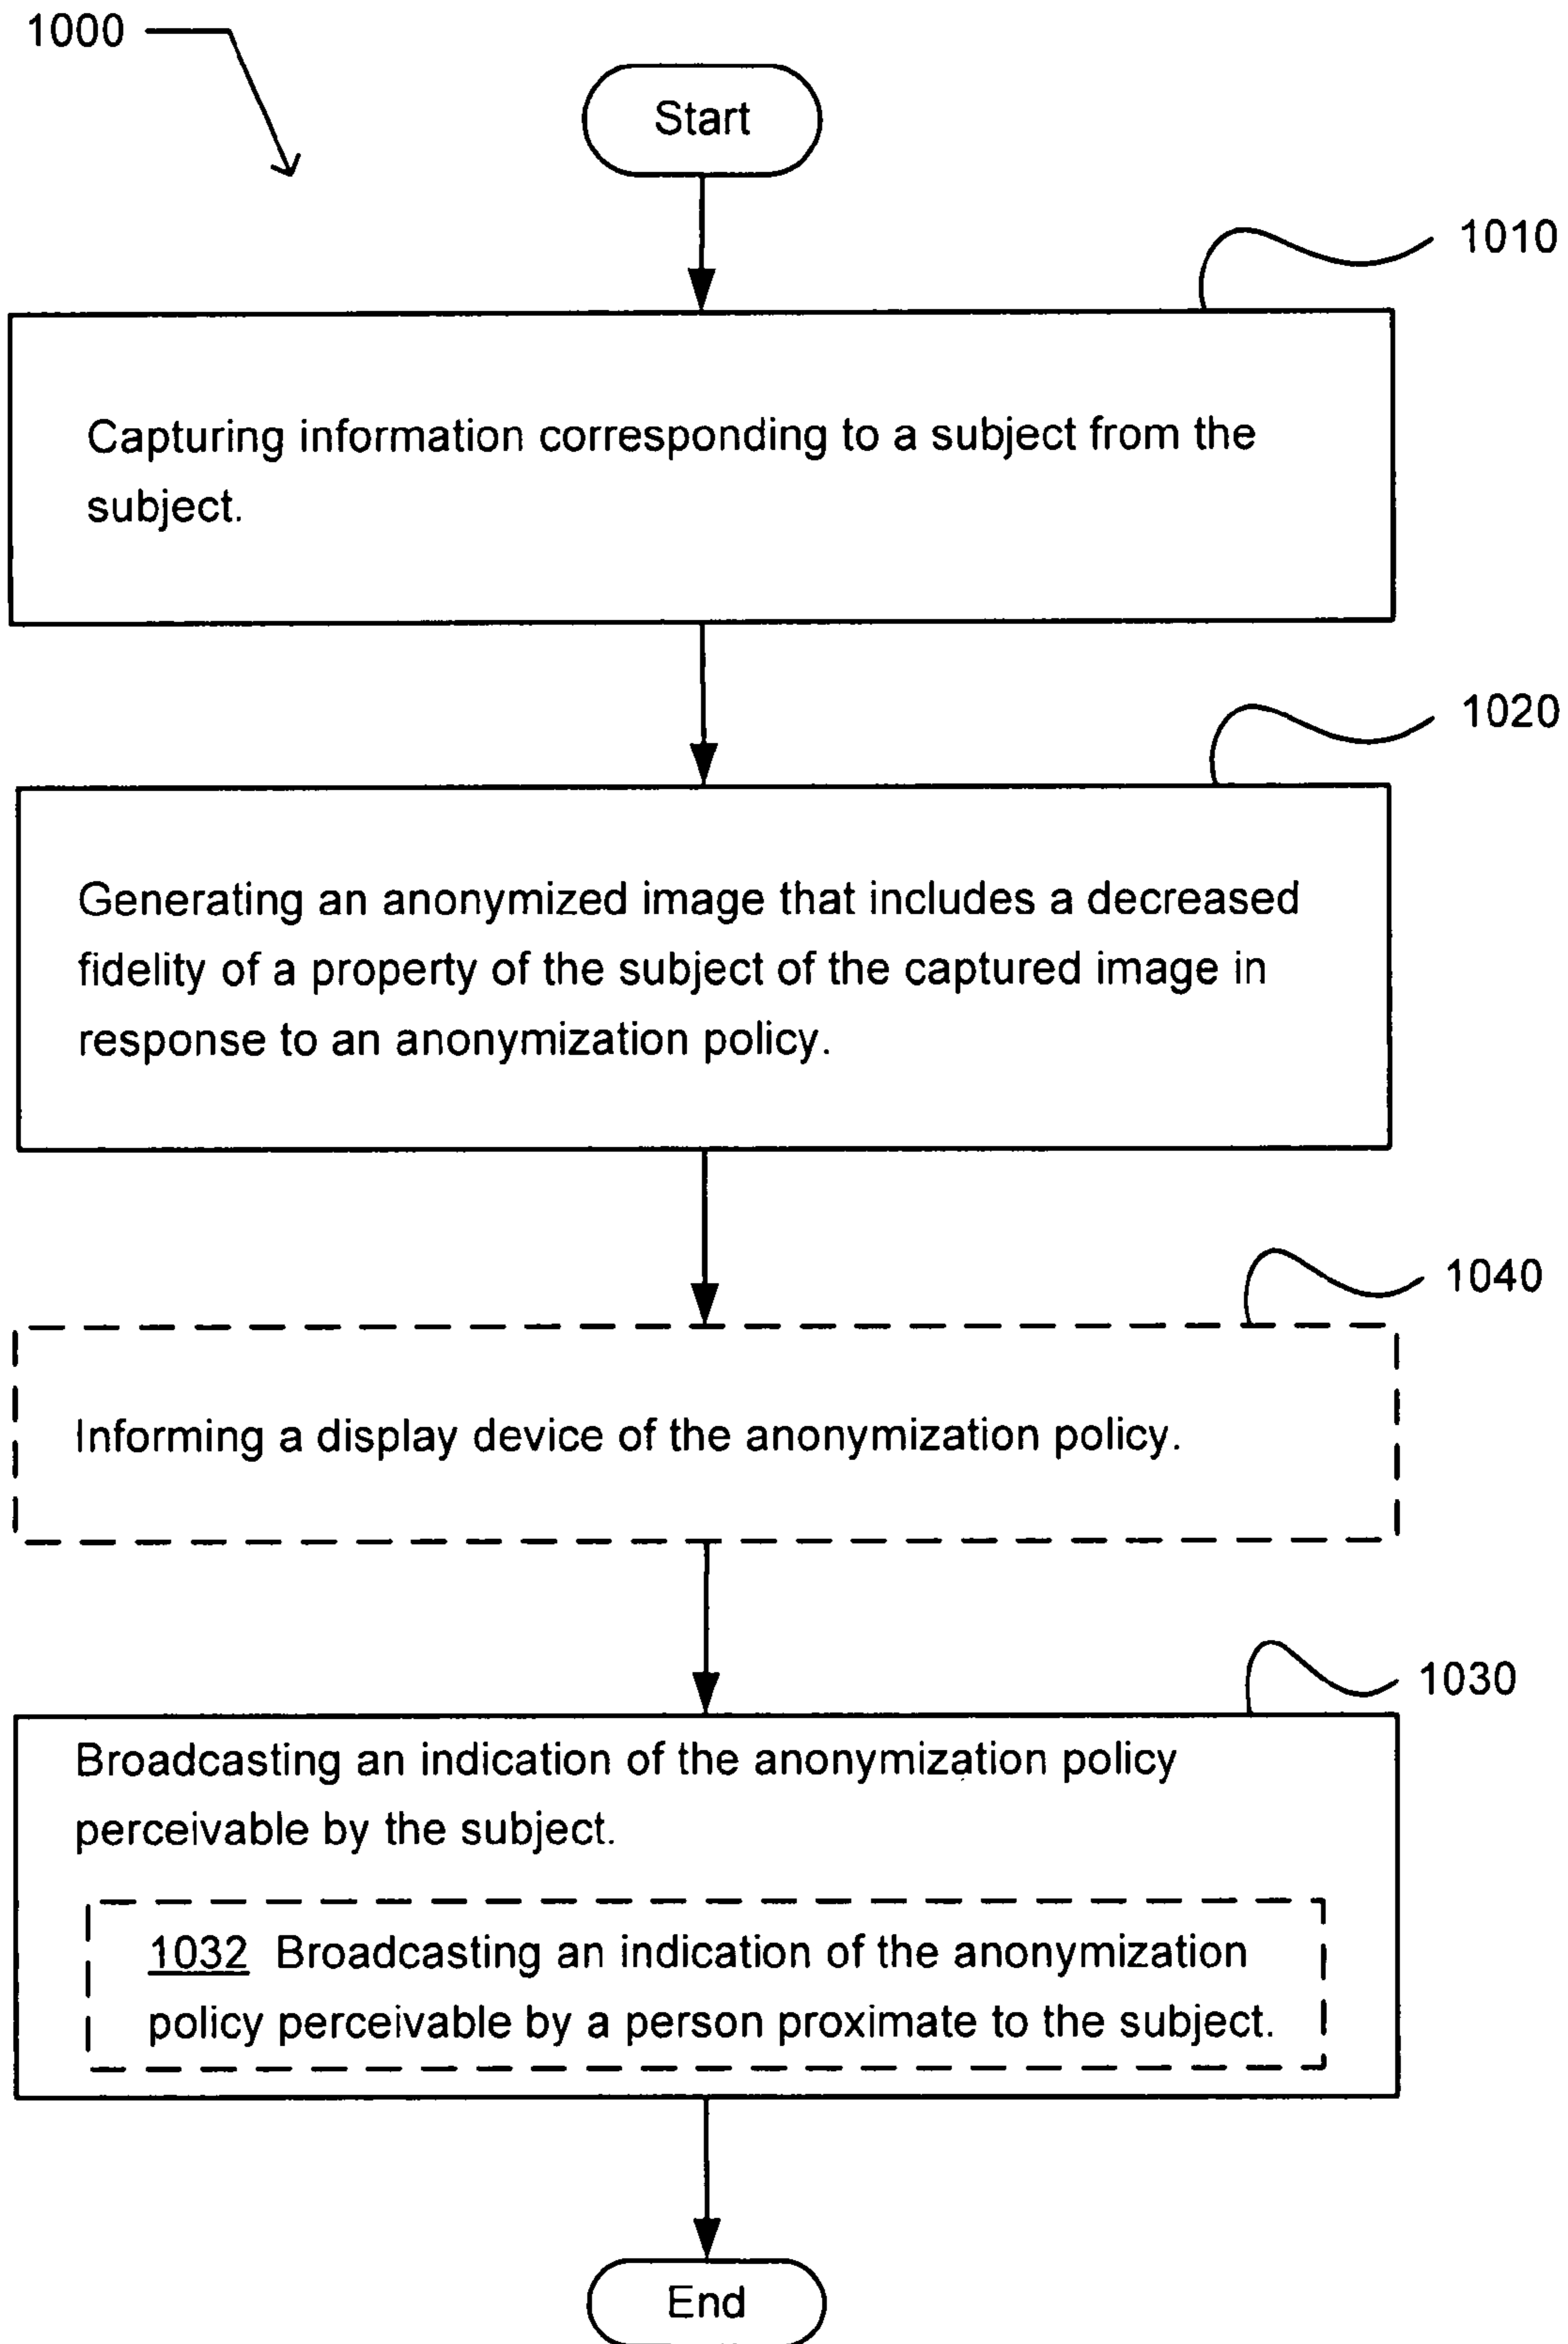 1000
Start
1010
Capturing information corresponding to a subject from the
subject.
1020
Generating an anonymized image that includes a decreased
fidelity of a property of the subject of the captured image in
response to an anonymization policy.
1040
Informing a display device of the anonymization policy.
1030
Broadcasting an indication of the anonymization policy
perceivable by the subject.
1032 Broadcasting an indication of the anonymization
policy perceivable by a person proximate to the subject.
End